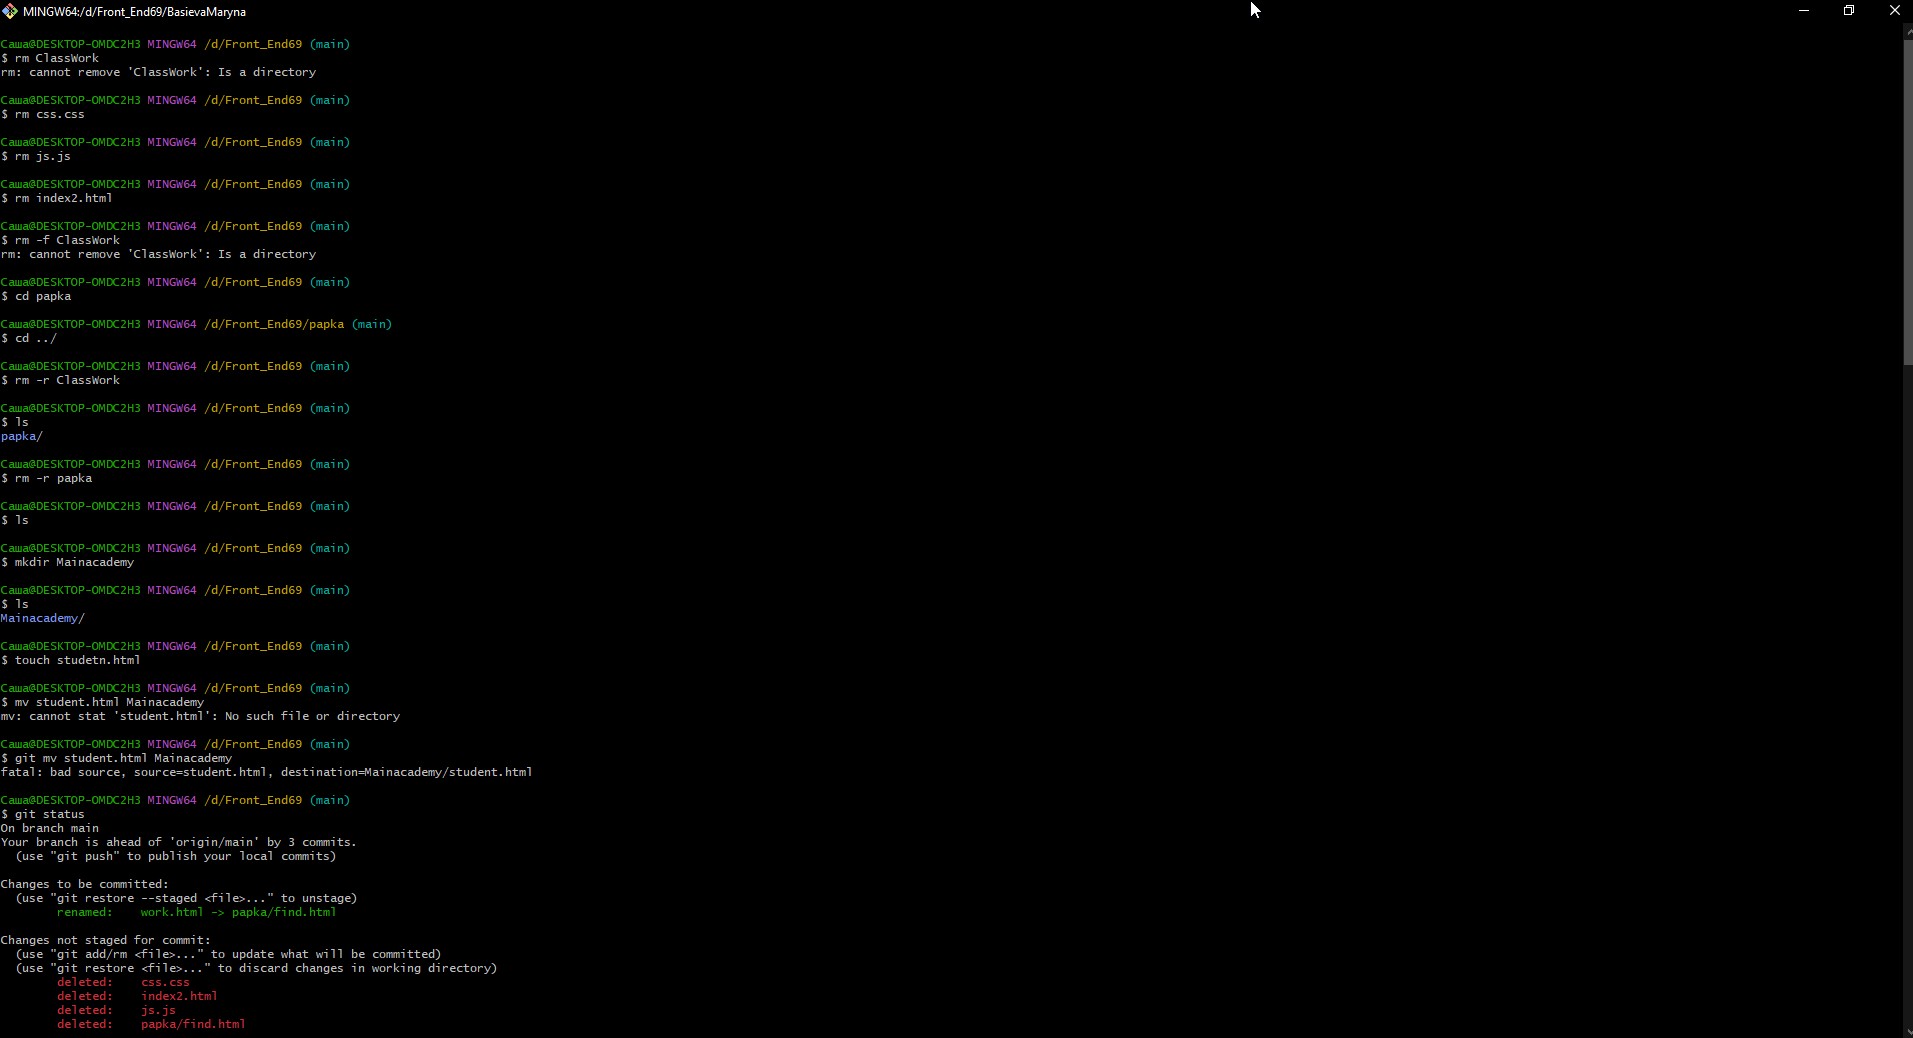 MINGW64:/d/Front_End69/BasievaMaryna
Саша@DESKTOP-OMDC2H3 MINGW64 /d/Front_End69 (main)
$ rm ClassWork
rm: cannot remove 'ClassWork': Is a directory
Саша@DESKTOP-OMDC2H3 MINGW64 /d/Front_End69 (main)
$ rm css.css
Саша@DESKTOP-OMDC2H3 MINGW64 /d/Front_End69 (main)
$ rm js.js
Саша@DESKTOP-OMDC2H3 MINGW64 /d/Front_End69 (main)
$ rm index2.html
Саша@DESKTOP-OMDC2H3 MINGW64 /d/Front_End69 (main)
$ rm -f ClassWork
rm: cannot remove 'ClassWork': Is a directory
Саша@DESKTOP-OMDC2H3 MINGW64 /d/Front_End69 (main)
$ cd papka
Саша@DESKTOP-OMDC2H3 MINGW64 /d/Front_End69/papka (main)
$ cd ../
Саша@DESKTOP-OMDC2H3 MINGW64 /d/Front_End69 (main)
$ rm -r ClassWork
Саша@DESKTOP-OMDC2H3 MINGW64 /d/Front_End69 (main)
$ ls
papka/
Саша@DESKTOP-OMDC2H3 MINGW64 /d/Front_End69 (main)
$ rm -r papka
Саша@DESKTOP-OMDC2H3 MINGW64 /d/Front_End69 (main)
$ ls
Саша@DESKTOP-OMDC2H3 MINGW64 /d/Front_End69 (main)
$ mkdir Mainacademy
Саша@DESKTOP-OMDC2H3 MINGW64 /d/Front_End69 (main)
$ ls
Mainacademy/
Саша@DESKTOP-OMDC2H3 MINGW64 /d/Front_End69 (main)
$ touch studetn.html
Саша@DESKTOP-OMDC2H3 MINGW64 /d/Front_End69 (main)
$ mv student.html Mainacademy
mv: cannot stat 'student.html': No such file or directory
Саша@DESKTOP-OMDC2H3 MINGW64 /d/Front_End69 (main)
$ git mv student.html Mainacademy
fatal: bad source, source=student.html, destination=Mainacademy/student.html
Саша@DESKTOP-OMDC2H3 MINGW64 /d/Front_End69 (main)
$ git status
On branch main
Your branch is ahead of 'origin/main' by 3 commits.
(use "git push" to publish your local commits)
Changes to be committed:
(use "git restore --staged <file>..." to unstage)
renamed: work.html -> papka/find.html
Changes not staged for commit:
(use "git add/rm <file>..." to update what will be committed)
(use "git restore <file>..." to discard changes in working directory)
deleted: css.css
deleted: index2.html
deleted: js.js
deleted: papka/find.html